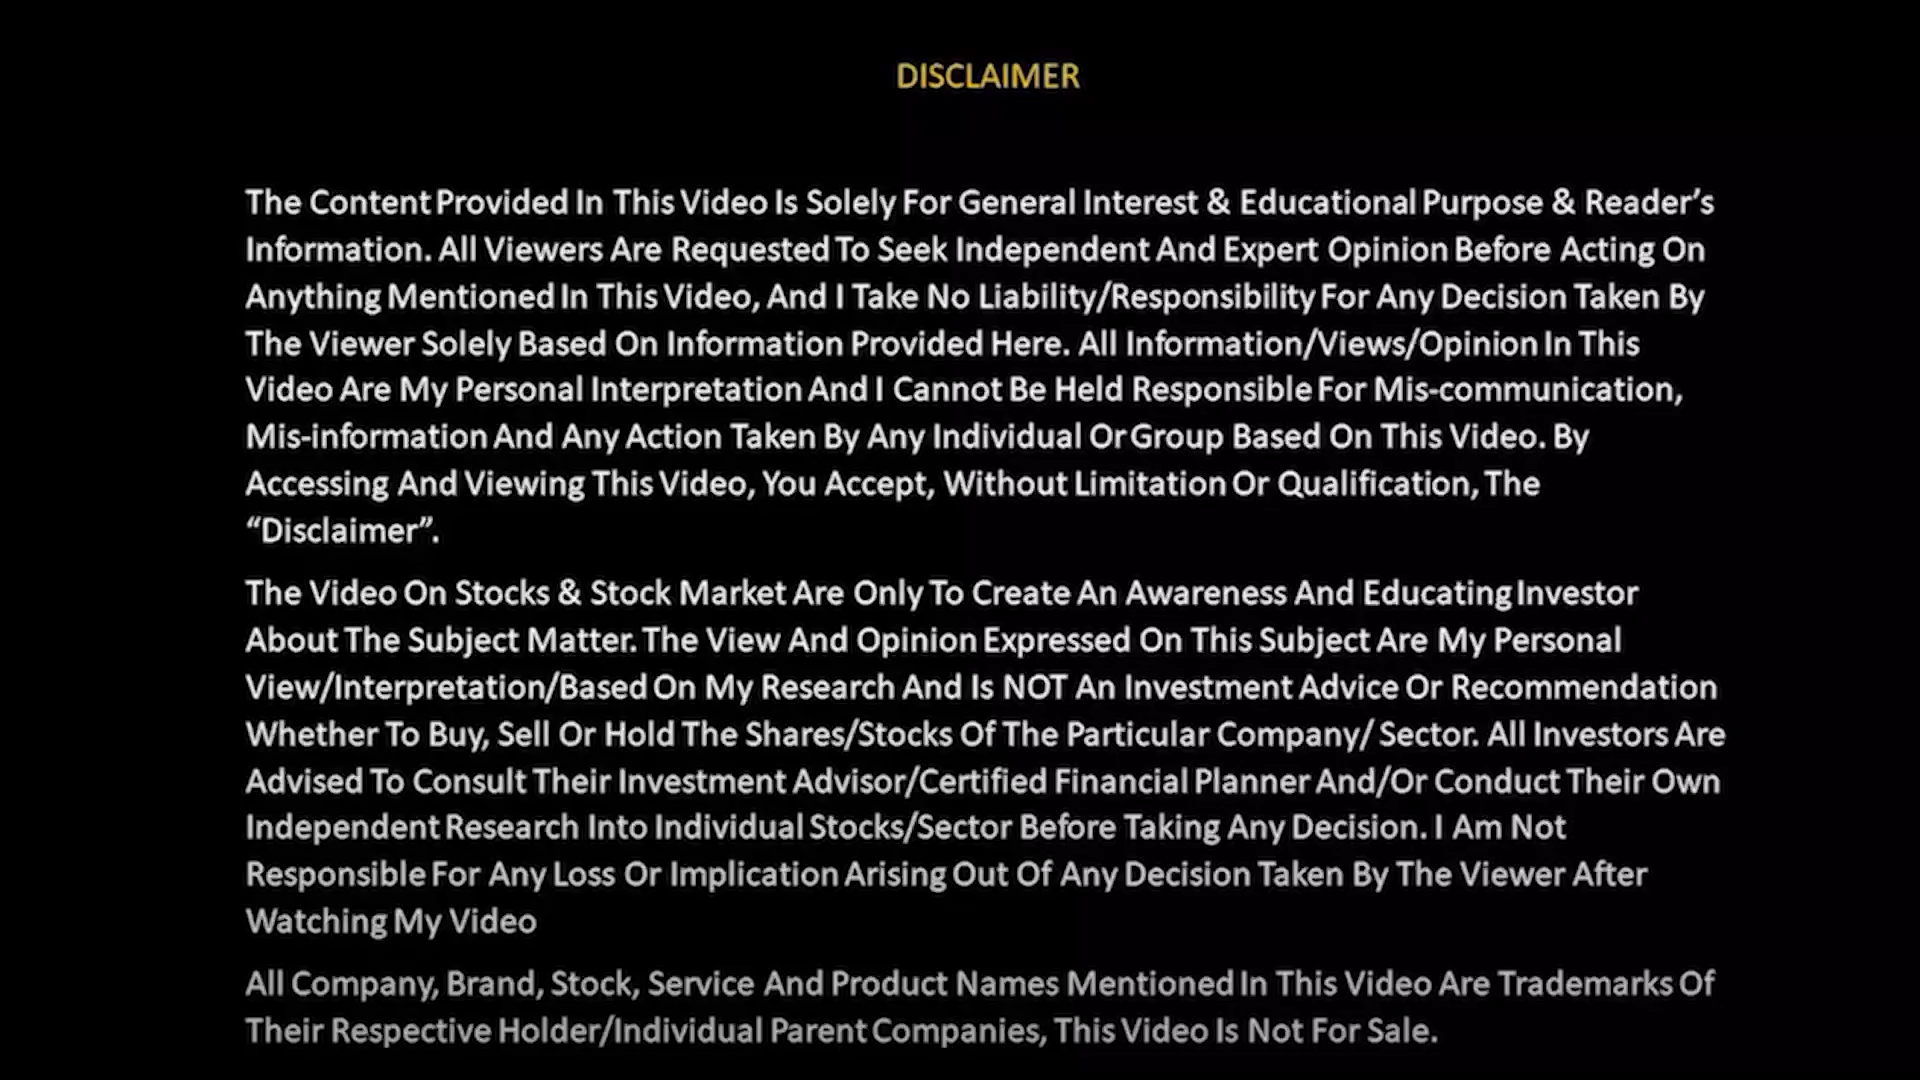 DISCLAIMER
The Content Provided In This Video Is Solely For General Interest & Educational Purpose & Reader’s
Information. All Viewers Are Requested To Seek Independent And Expert Opinion Before Acting On
Anything Mentioned In This Video, And I Take No Liability/Responsibility For Any Decision Taken By
The Viewer Solely Based On Information Provided Here. All Information/Views/Opinion In This
Video Are My Personal Interpretation And I Cannot Be Held Responsible For Mis-communication,
Mis-information And Any Action Taken By Any Individual Or Group Based On This Video. By
Accessing And Viewing This Video, You Accept, Without Limitation Or Qualification, The
“Disclaimer”.
The Video On Stocks & Stock Market Are Only To Create An Awareness And Educating Investor
About The Subject Matter. The View And Opinion Expressed On This Subject Are My Personal
View/Interpretation/Based On My Research And Is NOT An Investment Advice Or Recommendation
Whether To Buy, Sell Or Hold The Shares/Stocks Of The Particular Company/ Sector. All Investors Are
Advised To Consult Their Investment Advisor/Certified Financial Planner And/Or Conduct Their Own
Independent Research Into Individual Stocks/Sector Before Taking Any Decision. I Am Not
Responsible For Any Loss Or Implication Arising Out Of Any Decision Taken By The Viewer After
Watching My Video
All Company, Brand, Stock, Service And Product Names Mentioned In This Video Are Trademarks Of
Their Respective Holder/Individual Parent Companies, This Video Is Not For Sale.